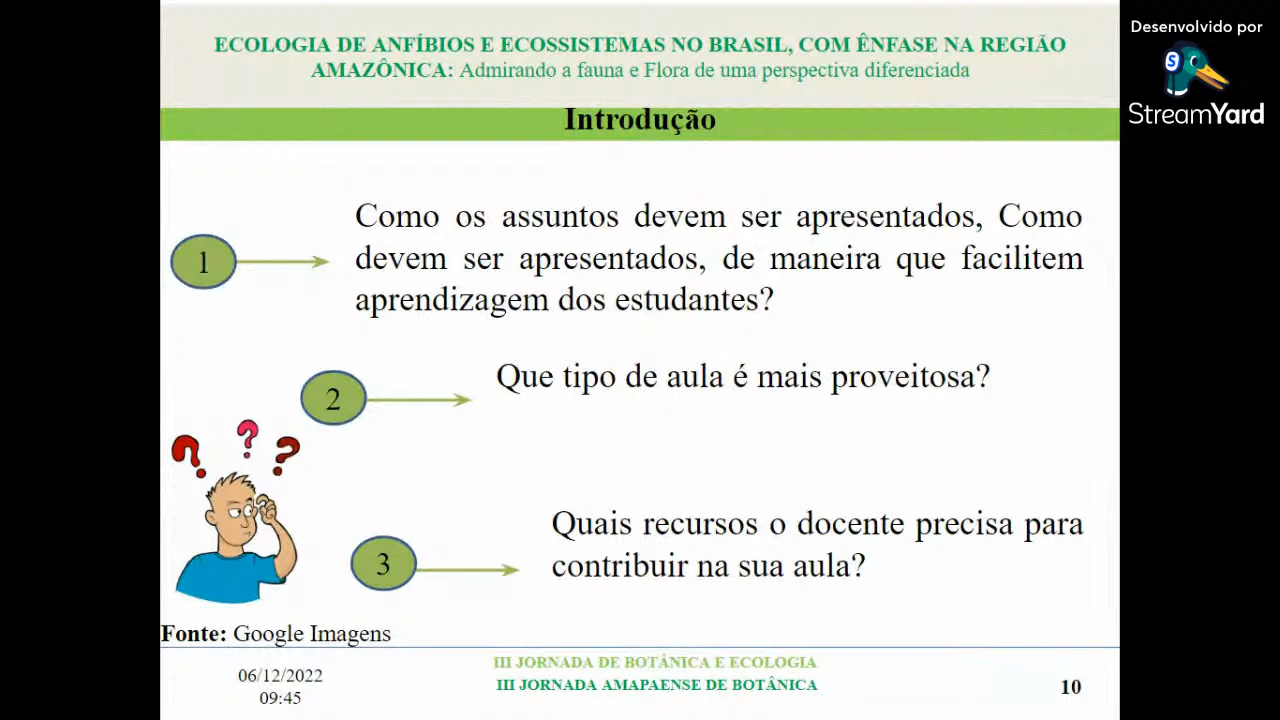 Desenvolvido por
StreamYard
ECOLOGIA DE ANFÍBIOS E ECOSSISTEMAS NO BRASIL, COM ÊNFASE NA REGIÃO
AMAZÔNICA: Admirando a fauna e Flora de uma perspectiva diferenciada
Introdução
1
Como os assuntos devem ser apresentados, Como
devem ser apresentados, de maneira que facilitem
aprendizagem dos estudantes?
2
Que tipo de aula é mais proveitosa?
? ? ?
3
Quais recursos o docente precisa para
contribuir na sua aula?
Fonte: Google Imagens
06/12/2022
09:45
III JORNADA DE BOTÂNICA E ECOLOGIA
III JORNADA AMAPAENSE DE BOTÂNICA
10